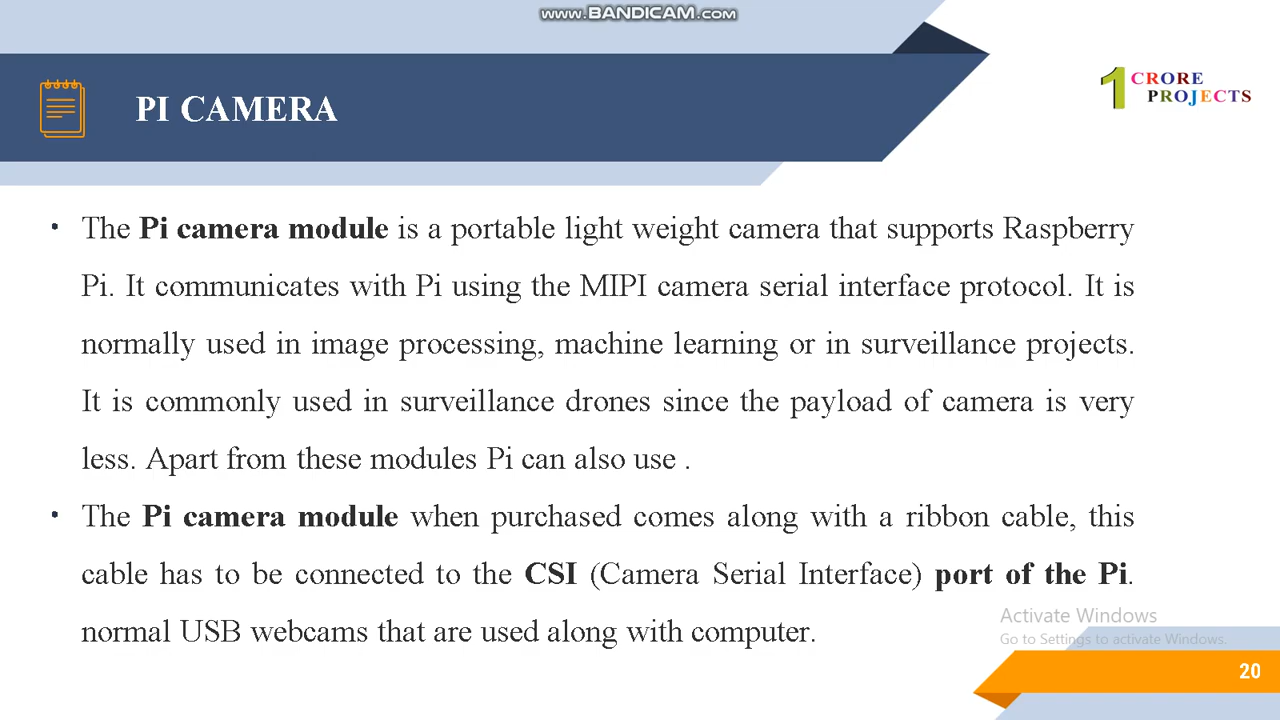 www.BANDICAM.com
PI CAMERA
1 CRORE
PROJECTS
• The Pi camera module is a portable light weight camera that supports Raspberry
Pi. It communicates with Pi using the MIPI camera serial interface protocol. It is
normally used in image processing, machine learning or in surveillance projects.
It is commonly used in surveillance drones since the payload of camera is very
less. Apart from these modules Pi can also use .
• The Pi camera module when purchased comes along with a ribbon cable, this
cable has to be connected to the CSI (Camera Serial Interface) port of the Pi.
normal USB webcams that are used along with computer.
Activate Windows
Go to Settings to activate Windows.
20